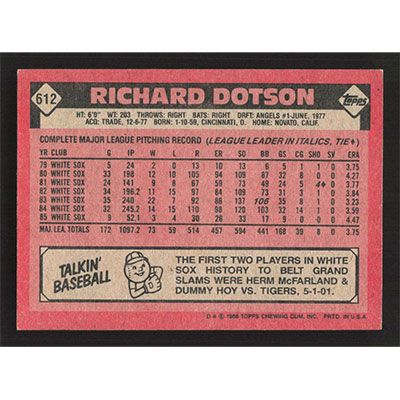 612
RICHARD DOTSON
Topps
HT: 6'0" WT: 203 THROWS: RIGHT BATS: RIGHT DRFT: ANGELS #1-JUNE, 1977
ACQ: TRADE, 12-6-77 BORN: 1-10-59, CINCINNATI, O. HOME: NOVATO, CALIF.
COMPLETE MAJOR LEAGUE PITCHING RECORD (LEAGUE LEADER IN ITALICS, TIE♦)
YR CLUB G IP W L R ER SO BB GS CG SHO SV ERA
79 WHITE SOX 5 24 2 0 13 10 13 6 5 1 1 0 3.75
80 WHITE SOX 33 198 12 10 105 94 109 87 32 8 0 0 4.27
81 WHITE SOX 24 141 9 8 67 59 73 49 24 5 4♦ 0 3.77
82 WHITE SOX 34 196.2 11 15 97 84 109 73 31 3 1 0 3.84
83 WHITE SOX 35 240 22 7 92 86 137 106 35 8 1 0 3.23
84 WHITE SOX 32 245.2 14 15 110 98 120 103 32 14 1 0 3.59
85 WHITE SOX 9 52.1 3 4 30 26 33 17 9 0 0 0 4.47
MAJ. LEA. TOTALS 172 1097.2 73 59 514 457 594 441 168 39 8 0 3.75
TALKIN'
BASEBALL
THE FIRST TWO PLAYERS IN WHITE
SOX HISTORY TO BELT GRAND
SLAMS WERE HERM McFARLAND &
DUMMY HOY VS. TIGERS, 5-1-01.
© 1986 TOPPS CHEWING GUM, INC. PRTD. IN U.S.A.